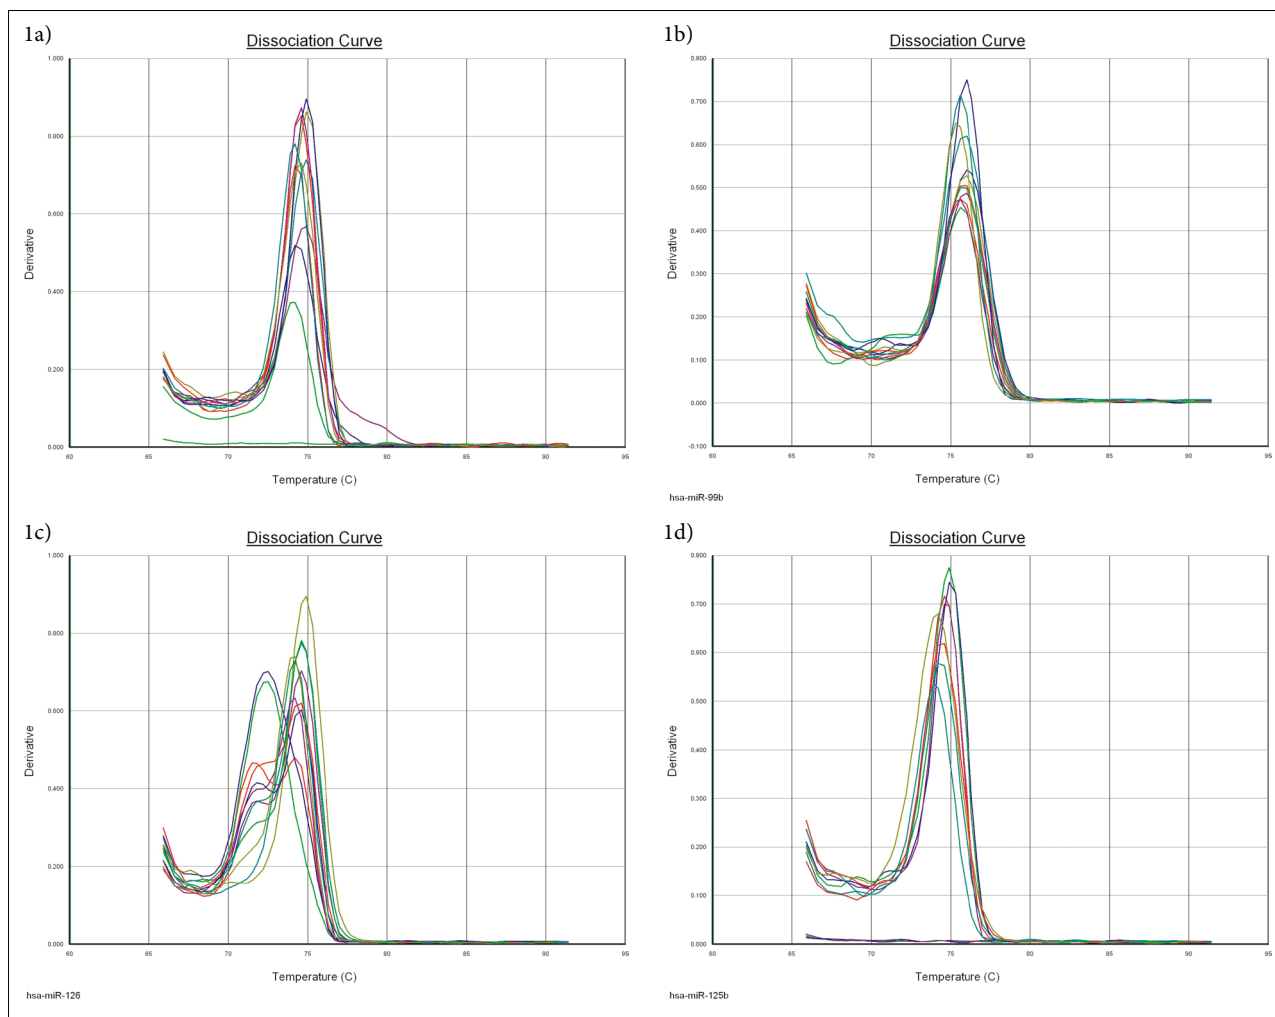 1a)
Dissociation Curve
1.000
0.800
0.600
0.400
0.200
0.000
Derivative
60 65 70 75 80 85 90 95
Temperature (C)
1b)
Dissociation Curve
0.800
0.700
0.600
0.500
0.400
0.300
0.200
0.100
0.000
-0.100
Derivative
60 65 70 75 80 85 90 95
Temperature (C)
hsa-miR-99b
1c)
Dissociation Curve
1.000
0.800
0.600
0.400
0.200
0.000
Derivative
60 65 70 75 80 85 90 95
Temperature (C)
hsa-miR-126
1d)
Dissociation Curve
0.800
0.700
0.600
0.500
0.400
0.300
0.200
0.100
0.000
Derivative
60 65 70 75 80 85 90 95
Temperature (C)
hsa-miR-125b